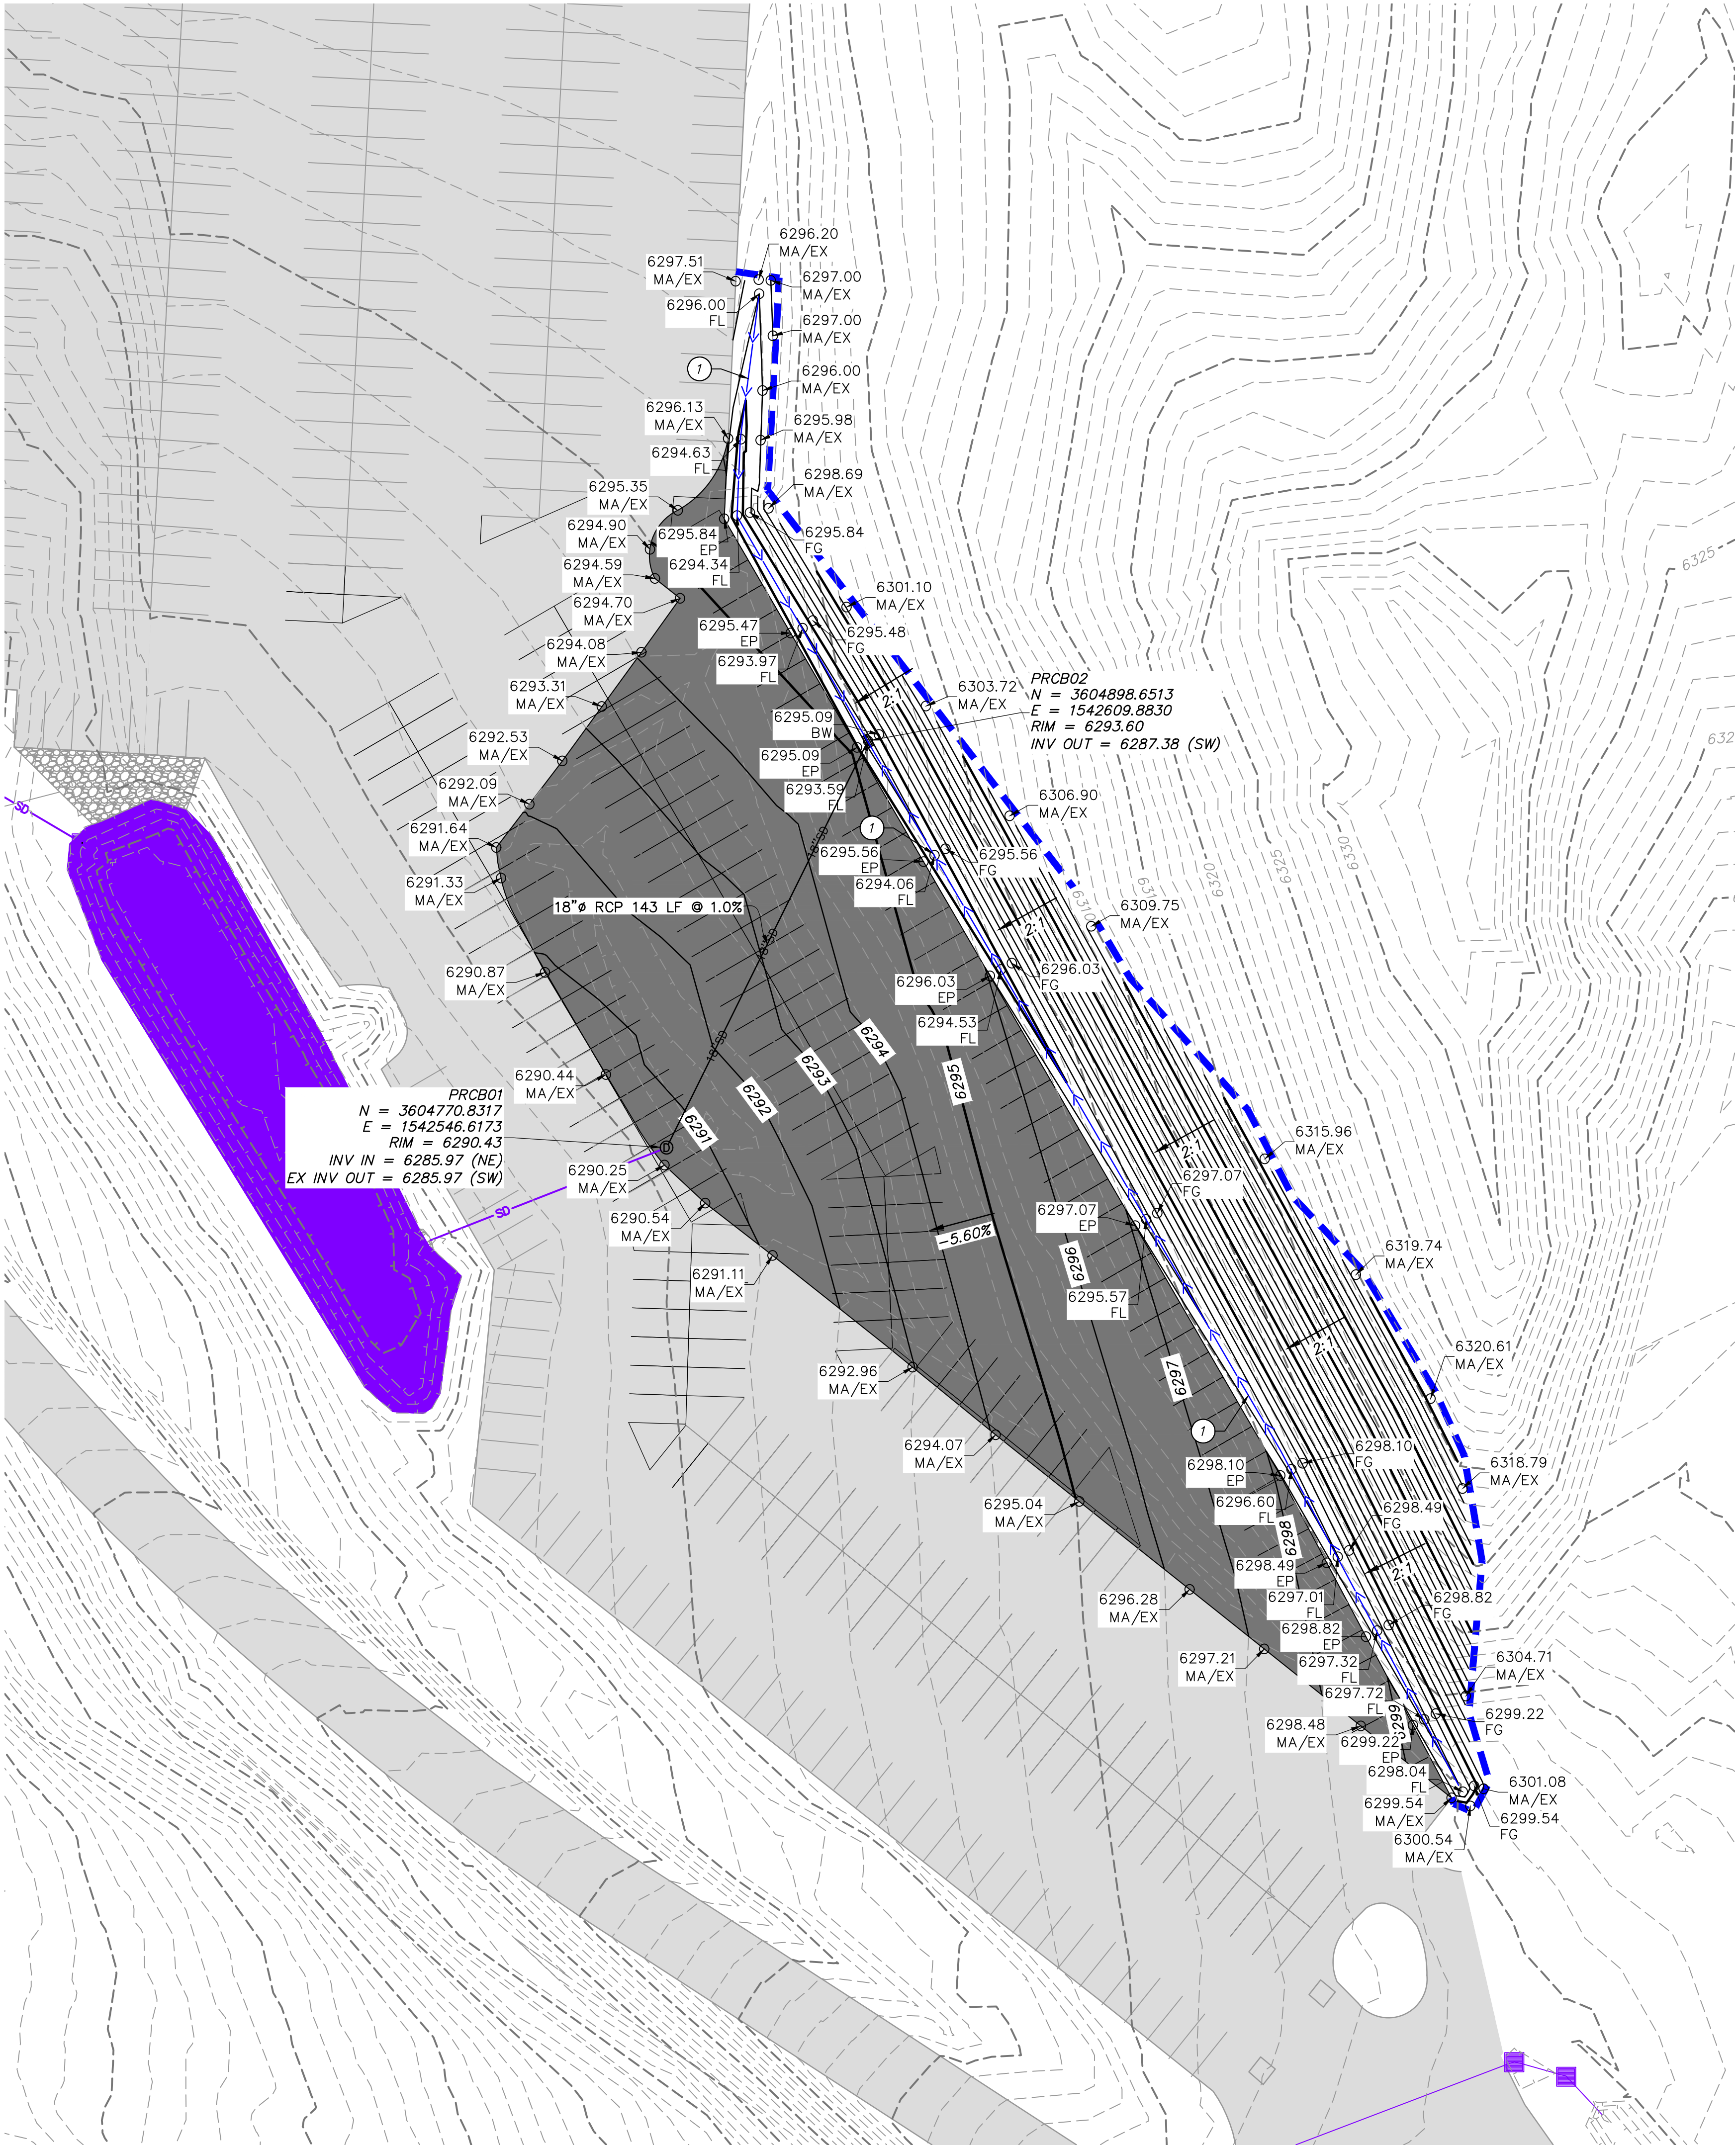 6296.20
MA/EX
6297.51
MA/EX
6297.00
MA/EX
6296.00
FL
6297.00
MA/EX
1
6296.00
MA/EX
6296.13
MA/EX
6295.98
MA/EX
6294.63
FL
6298.69
MA/EX
6295.35
MA/EX
6294.90
MA/EX
6295.84
EP
6295.84
FG
6294.59
MA/EX
6294.34
FL
6325
6294.70
MA/EX
6301.10
MA/EX
6295.47
EP
6295.48
FG
6294.08
MA/EX
6293.97
FL
6293.31
MA/EX
2:1
6303.72
MA/EX
PRCB02
N = 3604898.6513
E = 1542609.8830
RIM = 6293.60
INV OUT = 6287.38 (SW)
6295.09
BW
6292.53
MA/EX
6295.09
EP
6292.09
MA/EX
6293.59
FL
SD
6306.90
MA/EX
1
18"SD
6291.64
MA/EX
6295.56
EP
6295.56
FG
6330
6325
6320
6291.33
MA/EX
6294.06
FL
6310
18"ø RCP 143 LF @ 1.0%
2:1
6309.75
MA/EX
18"SD
6290.87
MA/EX
6296.03
EP
6296.03
FG
6294.53
FL
18"SD
6294
6293
6295
6292
6290.44
MA/EX
6291
PRCB01
N = 3604770.8317
E = 1542546.6173
RIM = 6290.43
INV IN = 6285.97 (NE)
EX INV OUT = 6285.97 (SW)
6290.25
MA/EX
2:1
6315.96
MA/EX
6297.07
FG
6297.07
EP
SD
6290.54
MA/EX
-5.60%
6296
6291.11
MA/EX
6319.74
MA/EX
6295.57
FL
2:1
6292.96
MA/EX
6297
6320.61
MA/EX
1
6294.07
MA/EX
6298.10
FG
6298.10
EP
6318.79
MA/EX
6295.04
MA/EX
6296.60
FL
6298.49
FG
6298
6298.49
EP
2:1
6296.28
MA/EX
6297.01
FL
6298.82
FG
6298.82
EP
6297.21
MA/EX
6297.32
FL
6304.71
MA/EX
6297.72
FL
6299
6299.22
FG
6298.48
MA/EX
6299.22
EP
6298.04
FL
6301.08
MA/EX
6299.54
MA/EX
6299.54
FG
6300.54
MA/EX